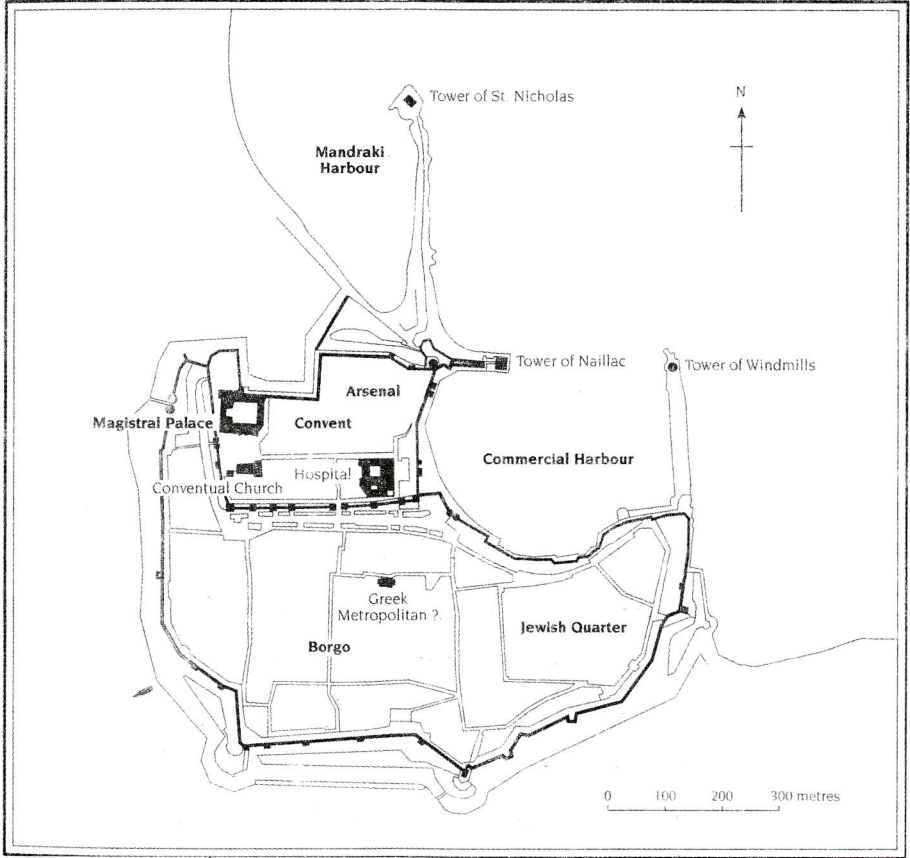 Tower of St. Nicholas
N
Mandraki
Harbour
Tower of Naillac
Tower of Windmills
Arsenal
Magistral Palace
Convent
Commercial Harbour
Hospital
Conventual Church
Greek
Metropolitan ?
Jewish Quarter
Borgo
0 100 200 300 metres